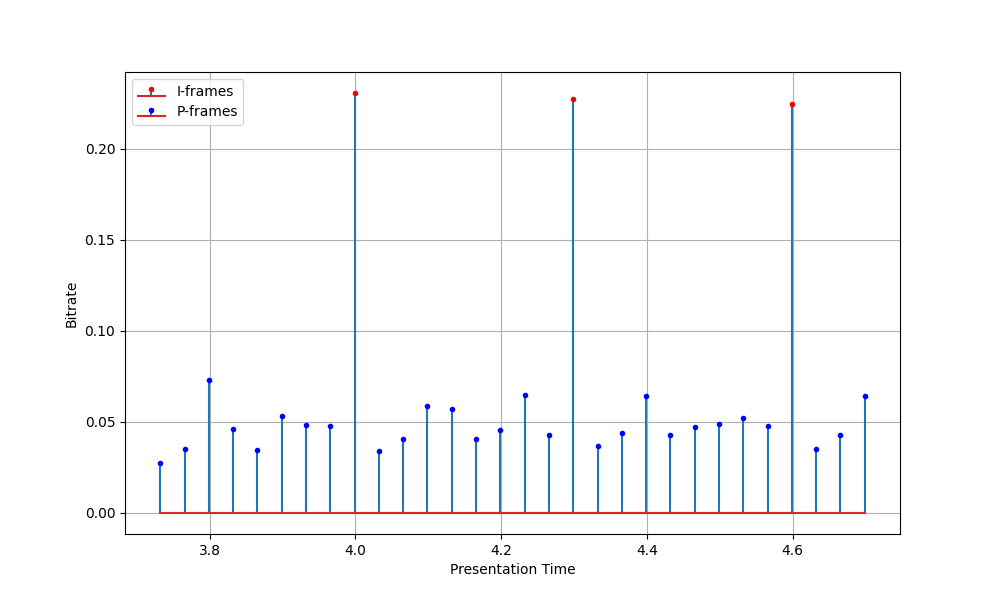 I-frames
P-frames
0.20
0.15
0.10
0.05
0.00
Bitrate
3.8 4.0 4.2 4.4 4.6
Presentation Time